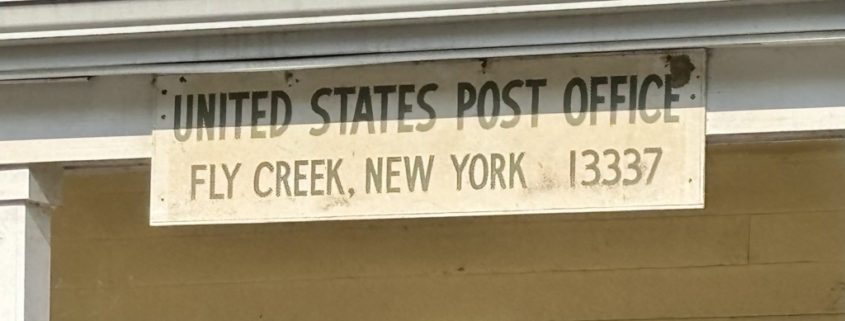 UNITED STATES POST OFFICE
FLY CREEK, NEW YORK 13337